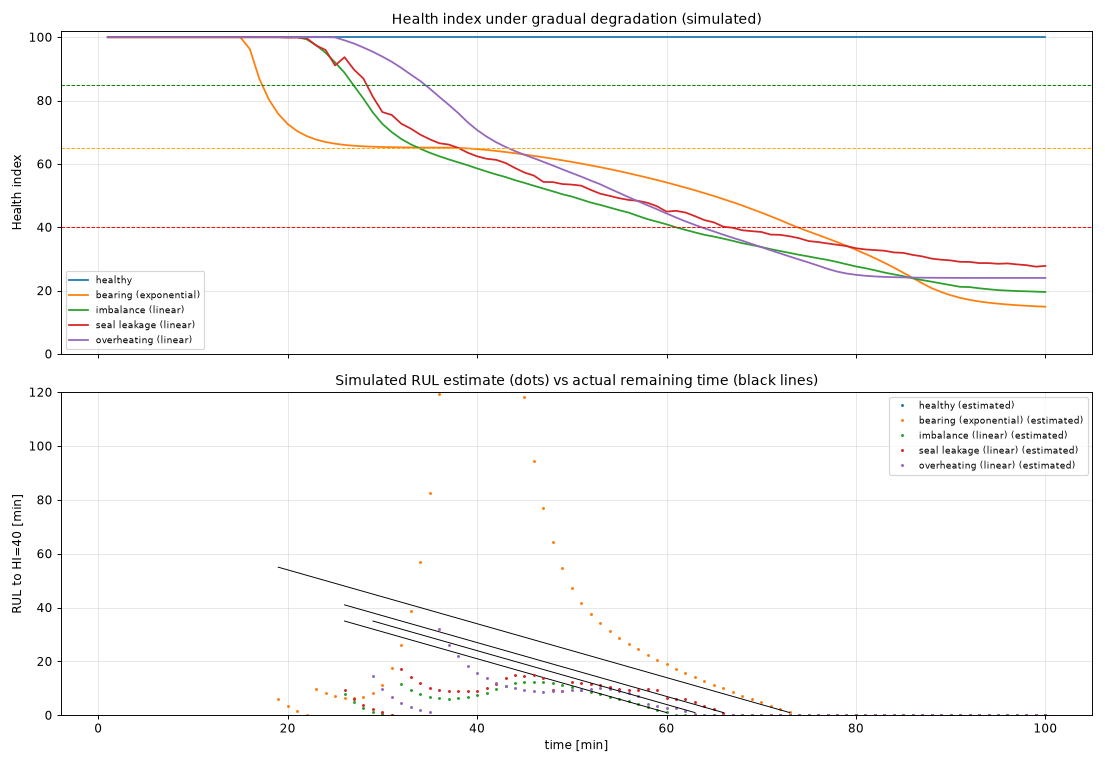 Health index under gradual degradation (simulated)
100
80
60
40
20
0
Health index
healthy
bearing (exponential)
imbalance (linear)
seal leakage (linear)
overheating (linear)
Simulated RUL estimate (dots) vs actual remaining time (black lines)
120
100
80
60
40
20
0
RUL to HI=40 [min]
healthy (estimated)
bearing (exponential) (estimated)
imbalance (linear) (estimated)
seal leakage (linear) (estimated)
overheating (linear) (estimated)
0 20 40 60 80 100
time [min]